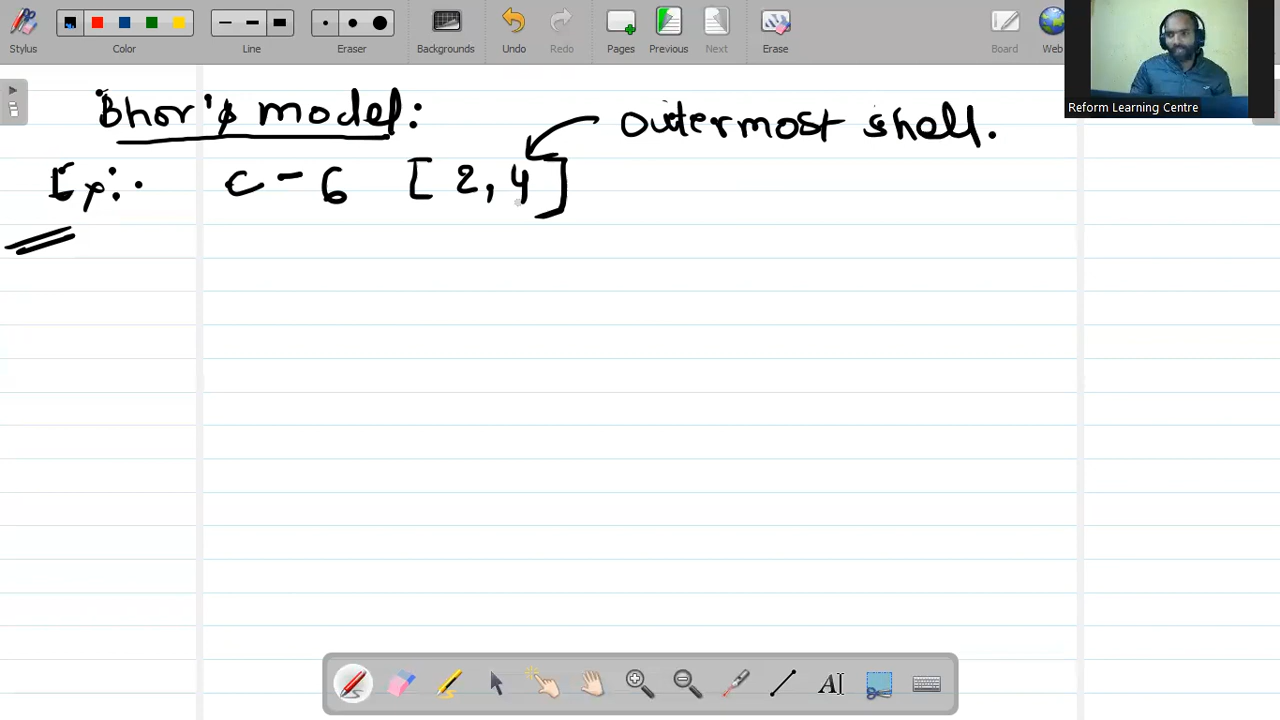 Stylus Color Line Eraser Backgrounds Undo Redo Pages Previous Next Erase Board Web
Reform Learning Centre
Bhor's model:
outermost shell.
Ex:- C - 6 [ 2, 4 ]